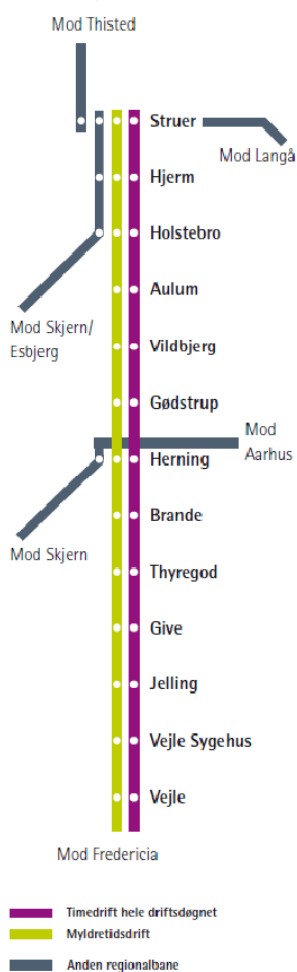 Mod Thisted
Struer
Mod Langå
Hjerm
Holstebro
Aulum
Mod Skjern/
Esbjerg
Vildbjerg
Gødstrup
Mod
Aarhus
Herning
Brande
Mod Skjern
Thyregod
Give
Jelling
Vejle Sygehus
Vejle
Mod Fredericia
Timedrift hele driftsdøgnet
Myldretidsdrift
Anden regionalbane